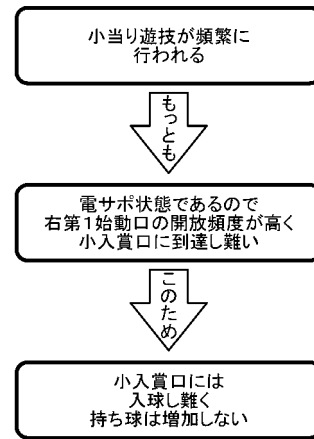 小当り遊技が頻繁に
行われる
もっとも
電サポ状態であるので
右第1始動口の開放頻度が高く
小入賞口に到達し難い
このため
小入賞口には
入球し難く
持ち球は増加しない